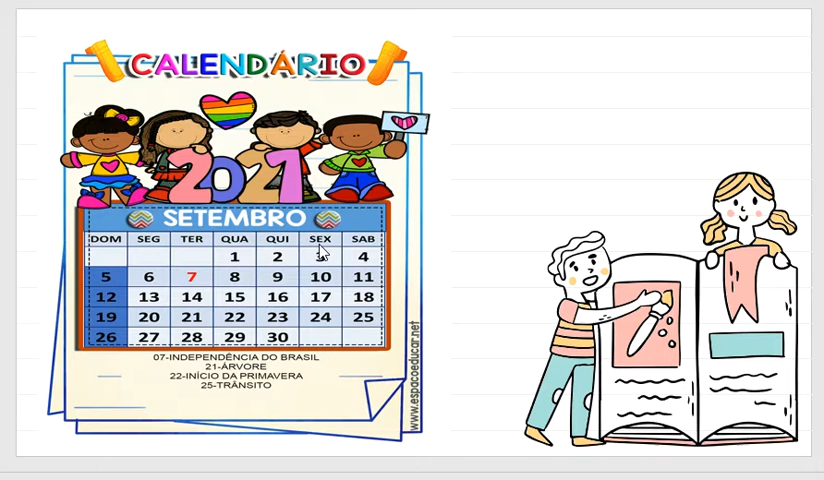 CALENDÁRIO
2021
SETEMBRO
DOM SEG TER QUA QUI SEX SAB
1 2 3 4
5 6 7 8 9 10 11
12 13 14 15 16 17 18
19 20 21 22 23 24 25
26 27 28 29 30
07-INDEPENDÊNCIA DO BRASIL
21-ÁRVORE
22-INÍCIO DA PRIMAVERA
25-TRÂNSITO
www.espacoeducar.net